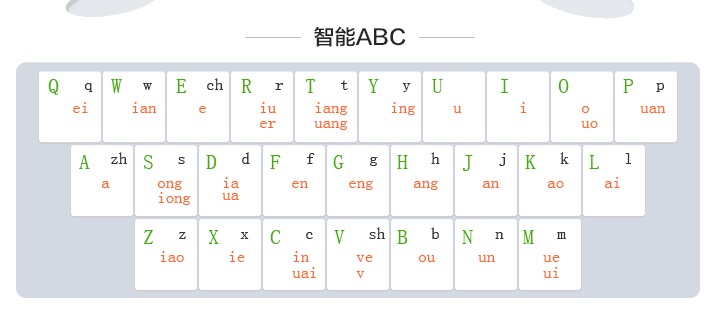 智能ABC
Q q W w E ch R r T t Y y U I O P p
ei ian e iu iang ing u i o uan
er uang uo
A zh S s D d F f G g H h J j K k L l
a ong ia en eng ang an ao ai
iong ua
Z z X x C c V sh B b N n M m
iao ie in ve ou un ue
uai v ui